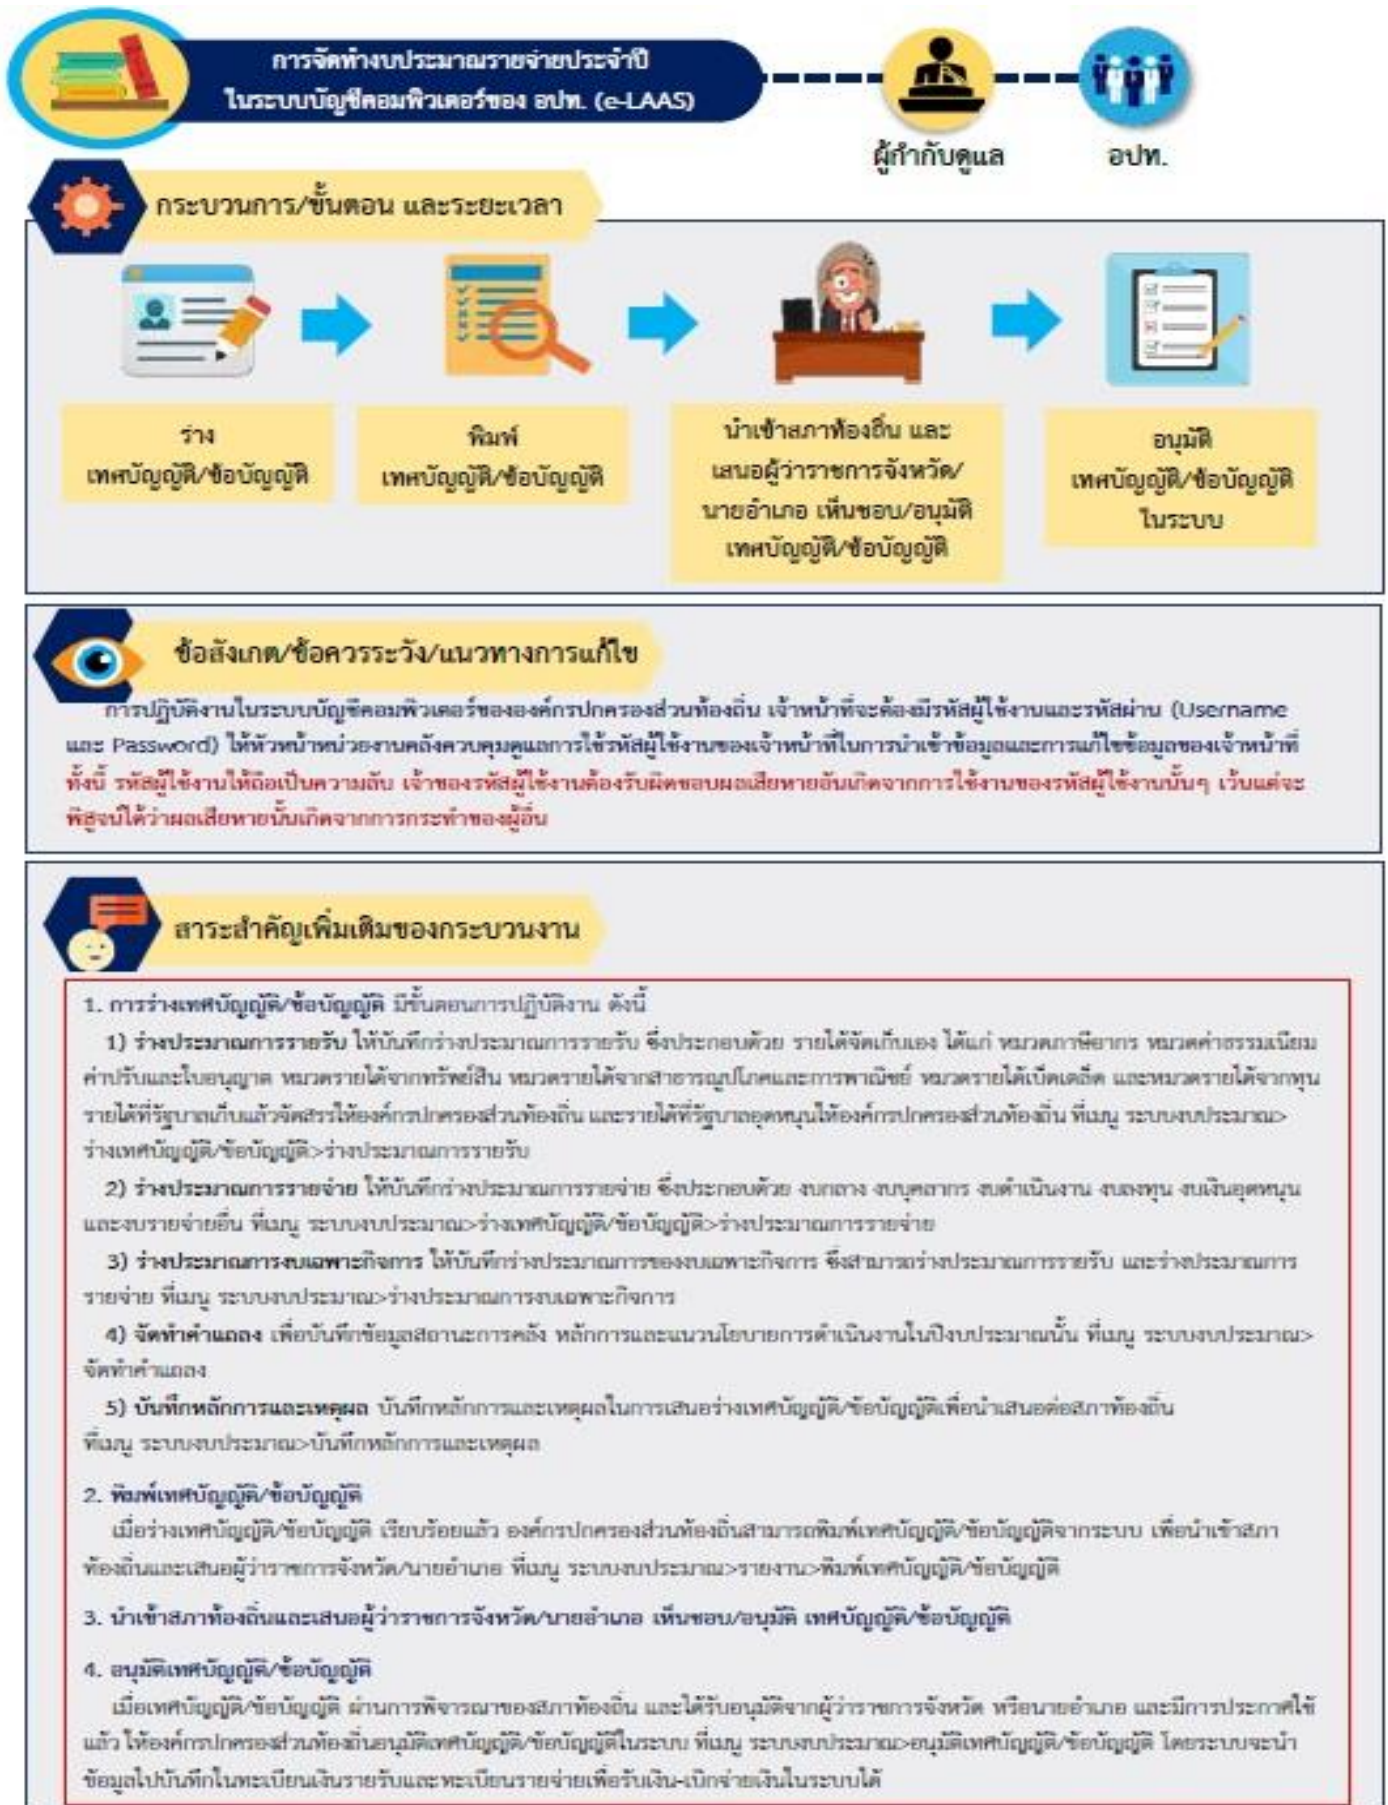 การจัดทำงบประมาณรายจ่ายประจำปี
ในระบบบัญชีคอมพิวเตอร์ของ อปท. (e-LAAS)
ผู้กำกับดูแล
อปท.
กระบวนการ/ขั้นตอน และระยะเวลา
ร่าง
เทศบัญญัติ/ข้อบัญญัติ
พิมพ์
เทศบัญญัติ/ข้อบัญญัติ
นำเข้าสภาท้องถิ่น และ
เสนอผู้ว่าราชการจังหวัด/
นายอำเภอ เห็นชอบ/อนุมัติ
เทศบัญญัติ/ข้อบัญญัติ
อนุมัติ
เทศบัญญัติ/ข้อบัญญัติ
ในระบบ
ข้อสังเกต/ข้อควรระวัง/แนวทางการแก้ไข
การปฏิบัติงานในระบบบัญชีคอมพิวเตอร์ขององค์กรปกครองส่วนท้องถิ่น เจ้าหน้าที่จะต้องมีรหัสผู้ใช้งานและรหัสผ่าน (Username
และ Password) ให้หัวหน้าหน่วยงานคลังควบคุมดูแลการใช้รหัสผู้ใช้งานของเจ้าหน้าที่ในการนำเข้าข้อมูลและการแก้ไขข้อมูลของเจ้าหน้าที่
ทั้งนี้ รหัสผู้ใช้งานให้ถือเป็นความลับ เจ้าของรหัสผู้ใช้งานต้องรับผิดชอบผลเสียหายอันเกิดจากการใช้งานของรหัสผู้ใช้งานนั้นๆ เว้นแต่จะ
พิสูจน์ได้ว่าผลเสียหายนั้นเกิดจากการกระทำของผู้อื่น
สาระสำคัญเพิ่มเติมของกระบวนงาน
1. การร่างเทศบัญญัติ/ข้อบัญญัติ มีขั้นตอนการปฏิบัติงาน ดังนี้
1) ร่างประมาณการรายรับ ให้บันทึกร่างประมาณการรายรับ ซึ่งประกอบด้วย รายได้จัดเก็บเอง ได้แก่ หมวดภาษีอากร หมวดค่าธรรมเนียม
ค่าปรับและใบอนุญาต หมวดรายได้จากทรัพย์สิน หมวดรายได้จากสาธารณูปโภคและการพาณิชย์ หมวดรายได้เบ็ดเตล็ด และหมวดรายได้จากทุน
รายได้ที่รัฐบาลเก็บแล้วจัดสรรให้องค์กรปกครองส่วนท้องถิ่น และรายได้ที่รัฐบาลอุดหนุนให้องค์กรปกครองส่วนท้องถิ่น ที่เมนู ระบบงบประมาณ>
ร่างเทศบัญญัติ/ข้อบัญญัติ>ร่างประมาณการรายรับ
2) ร่างประมาณการรายจ่าย ให้บันทึกร่างประมาณการรายจ่าย ซึ่งประกอบด้วย งบกลาง งบบุคลากร งบดำเนินงาน งบลงทุน งบเงินอุดหนุน
และงบรายจ่ายอื่น ที่เมนู ระบบงบประมาณ>ร่างเทศบัญญัติ/ข้อบัญญัติ>ร่างประมาณการรายจ่าย
3) ร่างประมาณการงบเฉพาะกิจการ ให้บันทึกร่างประมาณการของงบเฉพาะกิจการ ซึ่งสามารถร่างประมาณการรายรับ และร่างประมาณการ
รายจ่าย ที่เมนู ระบบงบประมาณ>ร่างประมาณการงบเฉพาะกิจการ
4) จัดทำคำแถลง เพื่อบันทึกข้อมูลสถานะการคลัง หลักการและแนวนโยบายการดำเนินงานในปีงบประมาณนั้น ที่เมนู ระบบงบประมาณ>
จัดทำคำแถลง
5) บันทึกหลักการและเหตุผล บันทึกหลักการและเหตุผลในการเสนอร่างเทศบัญญัติ/ข้อบัญญัติเพื่อนำเสนอต่อสภาท้องถิ่น
ที่เมนู ระบบงบประมาณ>บันทึกหลักการและเหตุผล
2. พิมพ์เทศบัญญัติ/ข้อบัญญัติ
เมื่อร่างเทศบัญญัติ/ข้อบัญญัติ เรียบร้อยแล้ว องค์กรปกครองส่วนท้องถิ่นสามารถพิมพ์เทศบัญญัติ/ข้อบัญญัติจากระบบ เพื่อนำเข้าสภา
ท้องถิ่นและเสนอผู้ว่าราชการจังหวัด/นายอำเภอ ที่เมนู ระบบงบประมาณ>รายงาน>พิมพ์เทศบัญญัติ/ข้อบัญญัติ
3. นำเข้าสภาท้องถิ่นและเสนอผู้ว่าราชการจังหวัด/นายอำเภอ เห็นชอบ/อนุมัติ เทศบัญญัติ/ข้อบัญญัติ
4. อนุมัติเทศบัญญัติ/ข้อบัญญัติ
เมื่อเทศบัญญัติ/ข้อบัญญัติ ผ่านการพิจารณาของสภาท้องถิ่น และได้รับอนุมัติจากผู้ว่าราชการจังหวัด หรือนายอำเภอ และมีการประกาศใช้
แล้ว ให้องค์กรปกครองส่วนท้องถิ่นอนุมัติเทศบัญญัติ/ข้อบัญญัติในระบบ ที่เมนู ระบบงบประมาณ>อนุมัติเทศบัญญัติ/ข้อบัญญัติ โดยระบบจะนำ
ข้อมูลไปบันทึกในทะเบียนเงินรายรับและทะเบียนรายจ่ายเพื่อรับเงิน-เบิกจ่ายเงินในระบบได้